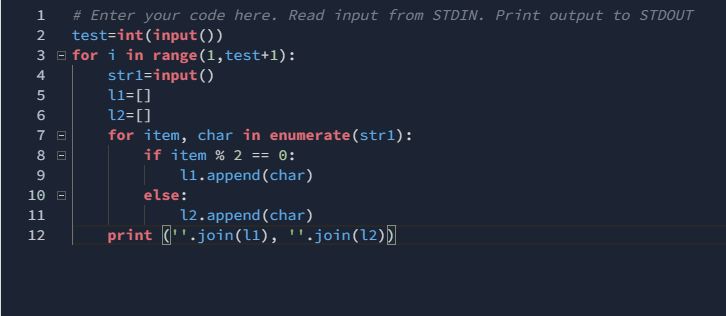 1 # Enter your code here. Read input from STDIN. Print output to STDOUT
2 test=int(input())
3 for i in range(1,test+1):
4     str1=input()
5     l1=[]
6     l2=[]
7     for item, char in enumerate(str1):
8         if item % 2 == 0:
9             l1.append(char)
10         else:
11             l2.append(char)
12     print (''.join(l1), ''.join(l2))